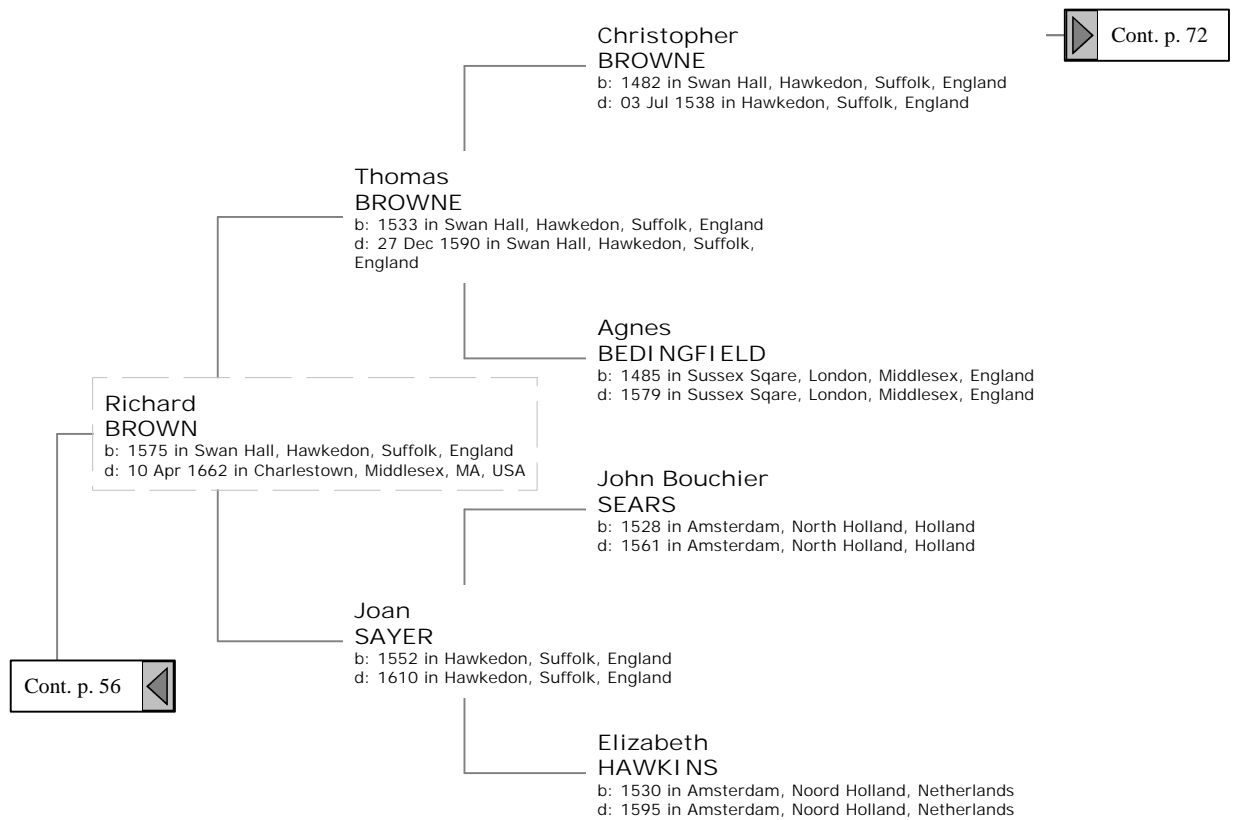 Christopher
BROWNE
b: 1482 in Swan Hall, Hawkedon, Suffolk, England
d: 03 Jul 1538 in Hawkedon, Suffolk, England
Cont. p. 72
Thomas
BROWNE
b: 1533 in Swan Hall, Hawkedon, Suffolk, England
d: 27 Dec 1590 in Swan Hall, Hawkedon, Suffolk,
England
Agnes
BEDINGFIELD
b: 1485 in Sussex Sqare, London, Middlesex, England
d: 1579 in Sussex Sqare, London, Middlesex, England
Richard
BROWN
b: 1575 in Swan Hall, Hawkedon, Suffolk, England
d: 10 Apr 1662 in Charlestown, Middlesex, MA, USA
John Bouchier
SEARS
b: 1528 in Amsterdam, North Holland, Holland
d: 1561 in Amsterdam, North Holland, Holland
Joan
SAYER
b: 1552 in Hawkedon, Suffolk, England
d: 1610 in Hawkedon, Suffolk, England
Cont. p. 56
Elizabeth
HAWKINS
b: 1530 in Amsterdam, Noord Holland, Netherlands
d: 1595 in Amsterdam, Noord Holland, Netherlands